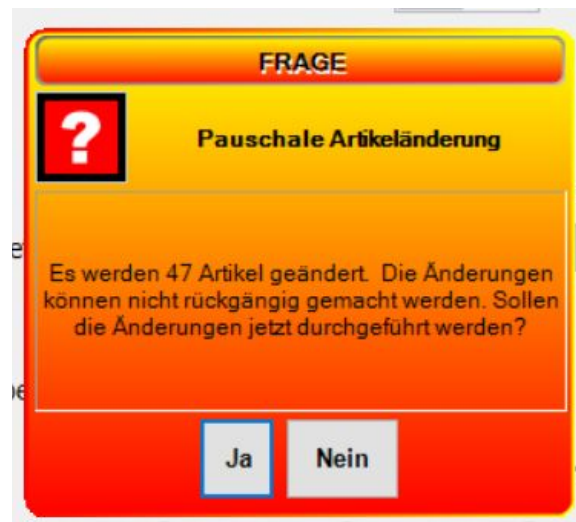 FRAGE
?
Pauschale Artikeländerung
Es werden 47 Artikel geändert. Die Änderungen
können nicht rückgängig gemacht werden. Sollen
die Änderungen jetzt durchgeführt werden?
Ja
Nein